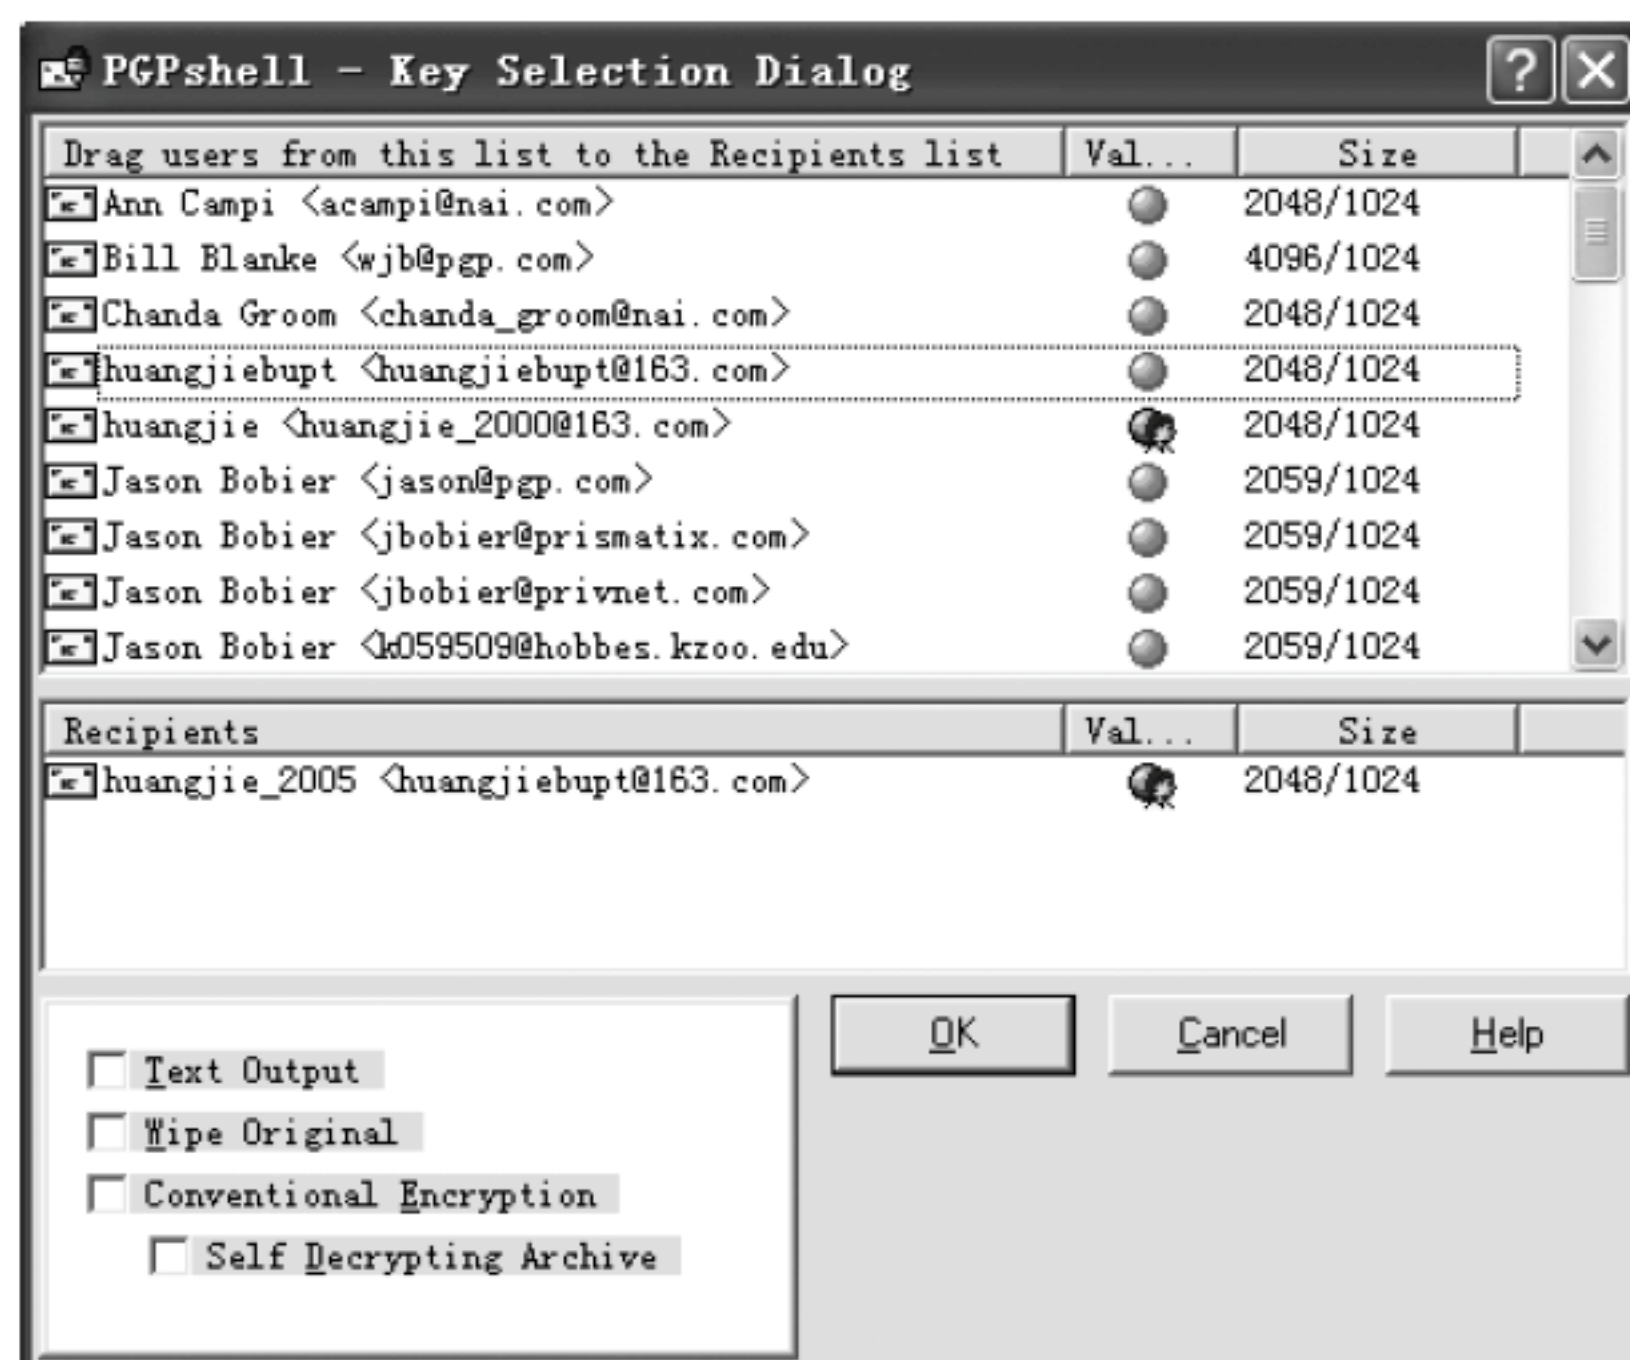 PGPshell - Key Selection Dialog
Drag users from this list to the Recipients list Val... Size
Ann Campi <acampi@nai.com> 2048/1024
Bill Blanke <wjb@pgp.com> 4096/1024
Chanda Groom <chanda_groom@nai.com> 2048/1024
huangjiebupt <huangjiebupt@163.com> 2048/1024
huangjie <huangjie_2000@163.com> 2048/1024
Jason Bobier <jason@pgp.com> 2059/1024
Jason Bobier <jbobier@prismatix.com> 2059/1024
Jason Bobier <jbobier@privnet.com> 2059/1024
Jason Bobier <k059509@hobbes.kzoo.edu> 2059/1024
Recipients Val... Size
huangjie_2005 <huangjiebupt@163.com> 2048/1024
OK Cancel Help
Text Output
Wipe Original
Conventional Encryption
Self Decrypting Archive